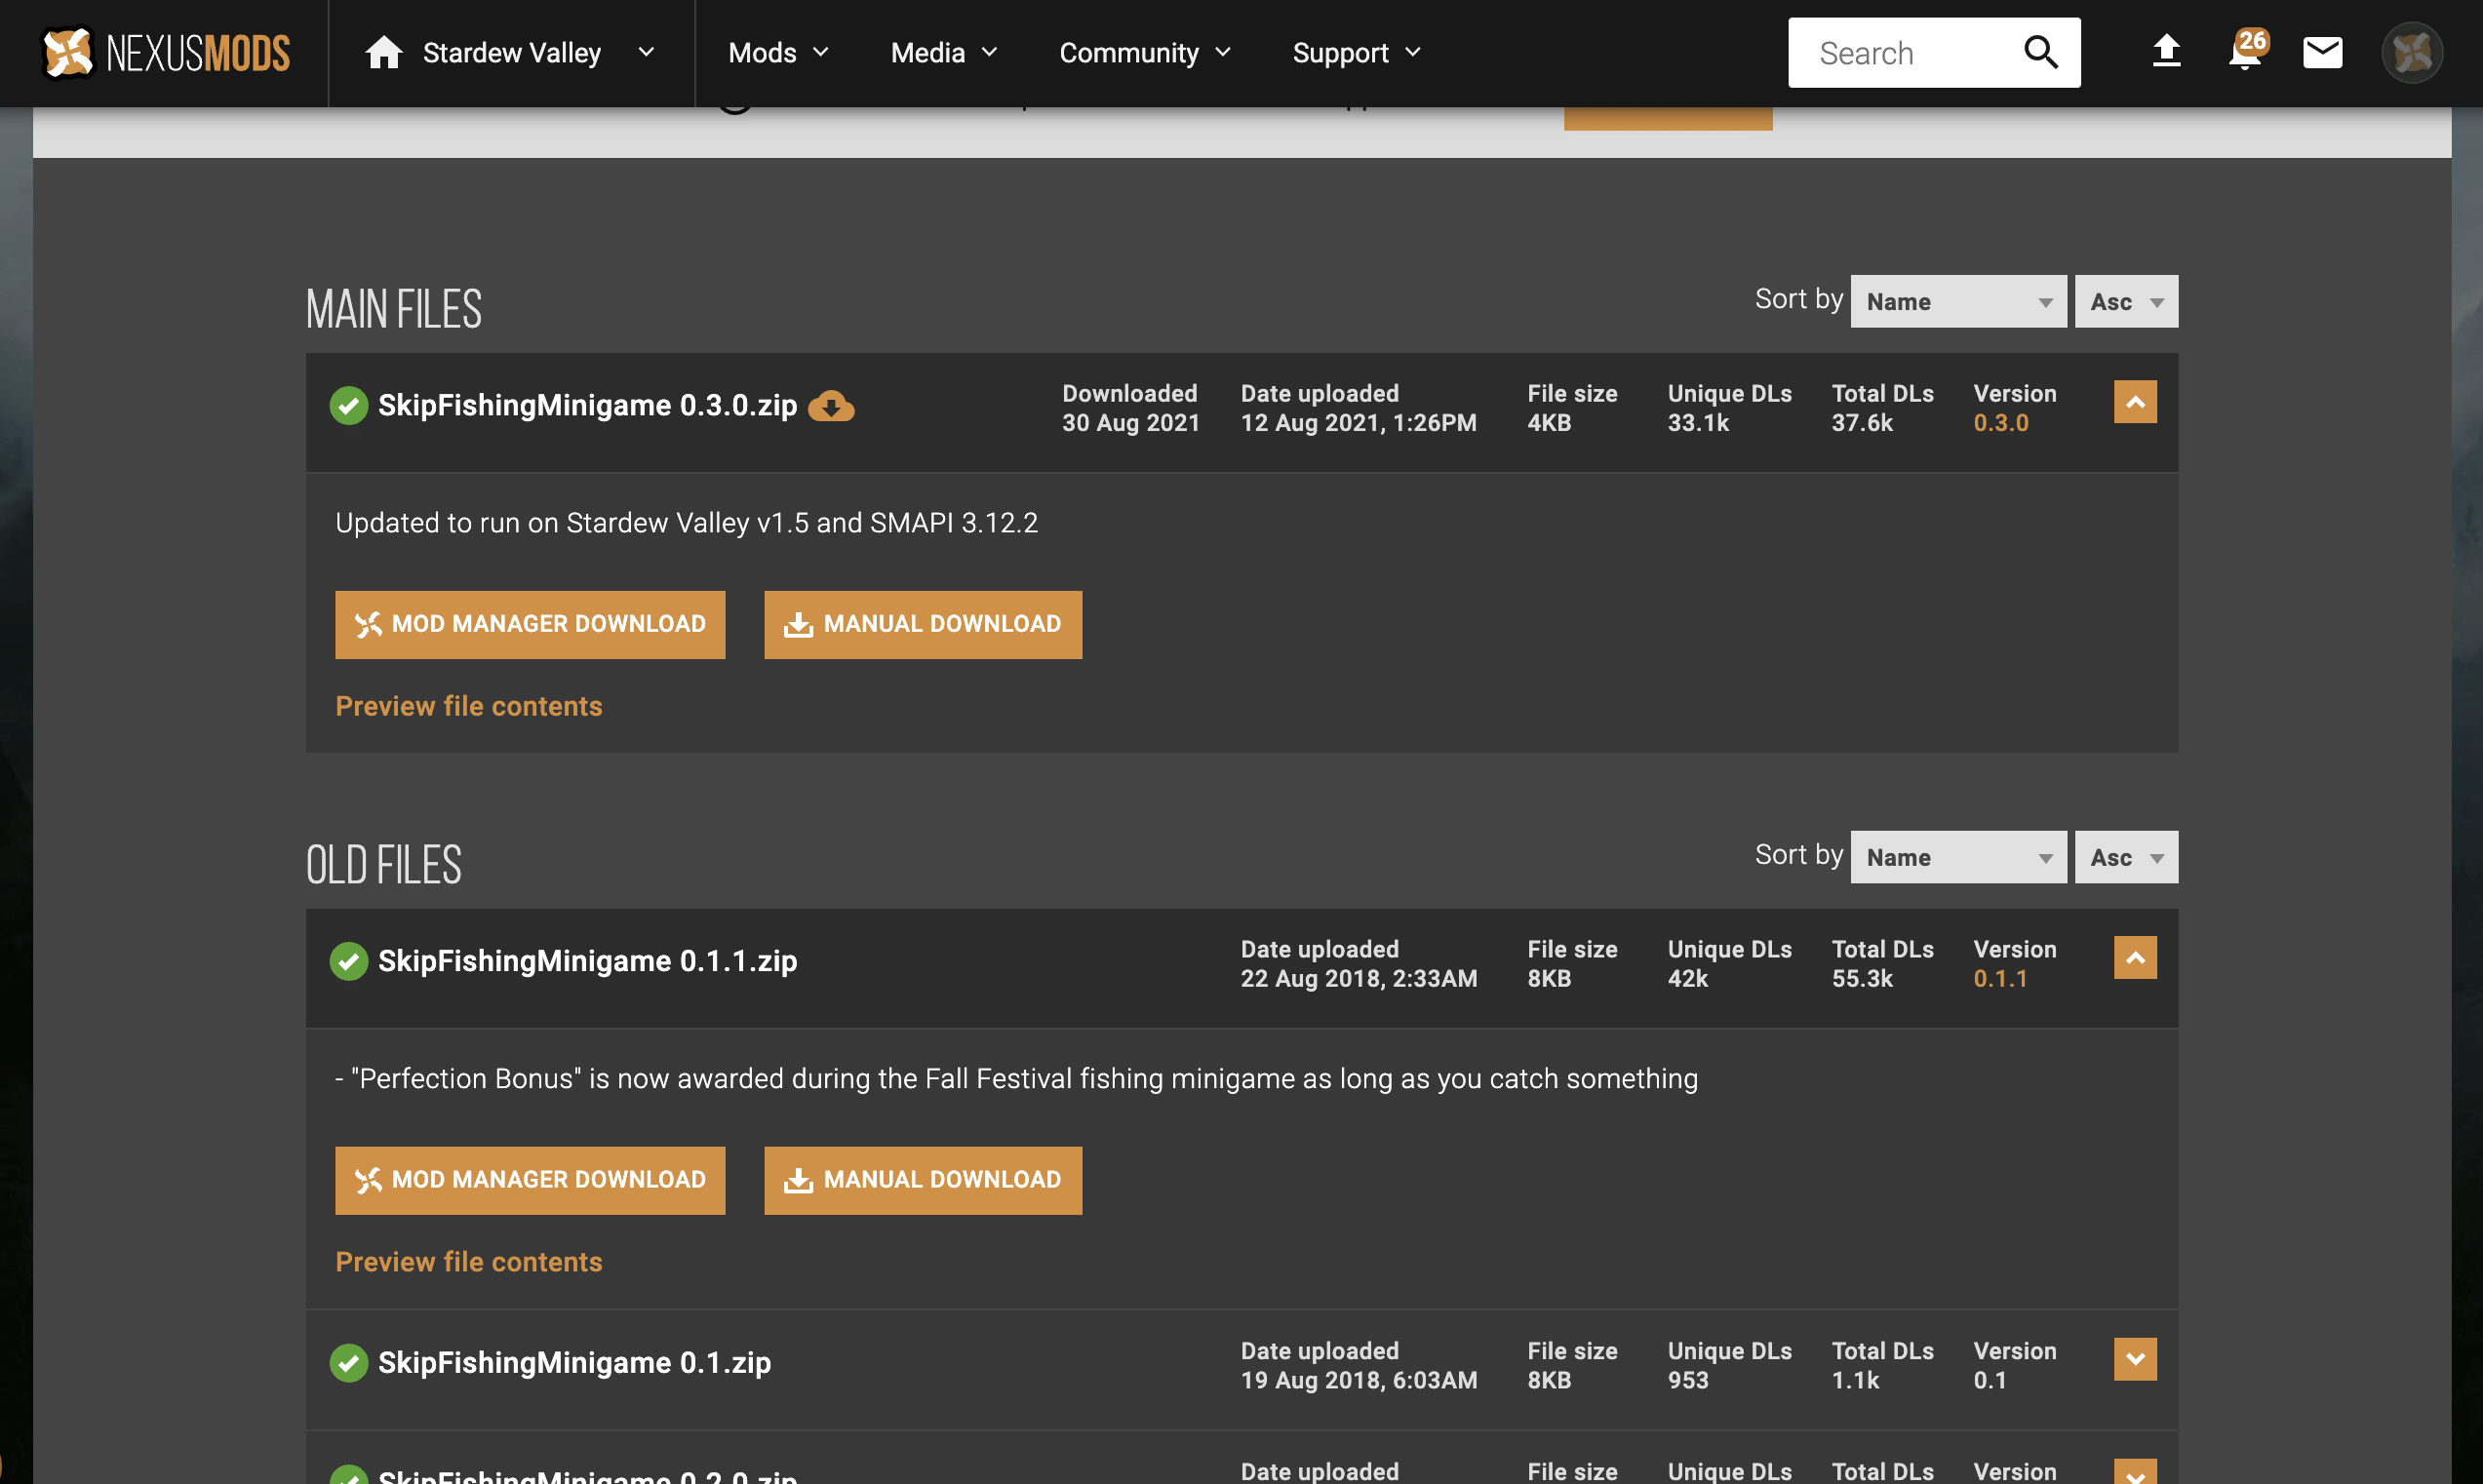 NEXUSMODS Stardew Valley Mods Media Community Support Search 26
MAIN FILES
Sort by Name Asc
SkipFishingMinigame 0.3.0.zip
Downloaded Date uploaded File size Unique DLs Total DLs Version
30 Aug 2021 12 Aug 2021, 1:26PM 4KB 33.1k 37.6k 0.3.0
Updated to run on Stardew Valley v1.5 and SMAPI 3.12.2
MOD MANAGER DOWNLOAD MANUAL DOWNLOAD
Preview file contents
OLD FILES
Sort by Name Asc
SkipFishingMinigame 0.1.1.zip
Date uploaded File size Unique DLs Total DLs Version
22 Aug 2018, 2:33AM 8KB 42k 55.3k 0.1.1
- "Perfection Bonus" is now awarded during the Fall Festival fishing minigame as long as you catch something
MOD MANAGER DOWNLOAD MANUAL DOWNLOAD
Preview file contents
SkipFishingMinigame 0.1.zip
Date uploaded File size Unique DLs Total DLs Version
19 Aug 2018, 6:03AM 8KB 953 1.1k 0.1
SkipFishingMinigame 0.2.0.zip
Date uploaded File size Unique DLs Total DLs Version